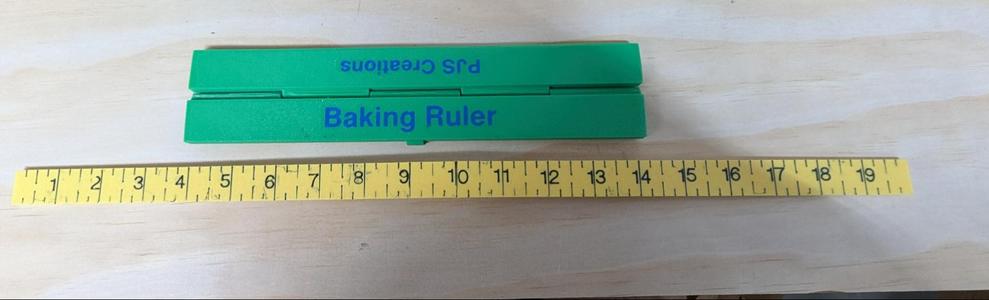 PJS Creations
Baking Ruler
1 2 3 4 5 6 7 8 9 10 11 12 13 14 15 16 17 18 19